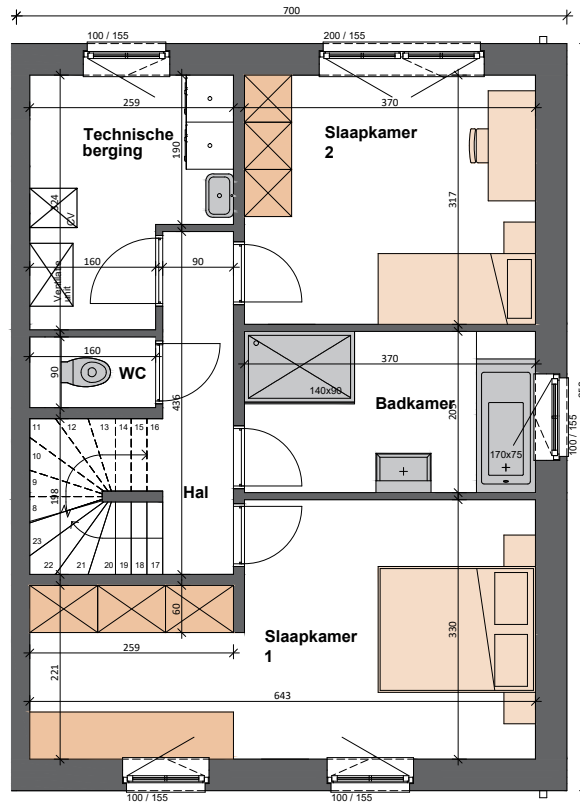 700
100 / 155
200 / 155
259
370
Technische
berging
190
Slaapkamer
2
324
CV
317
160
90
Ventilatie
unit
160
WC
90
436
370
140x90
Badkamer
205
170x75
100 / 155
11
12
13
14
15
16
10
9
8
198
Hal
23
22
21
20
19
18
17
60
Slaapkamer
1
330
259
221
643
100 / 155
100 / 155